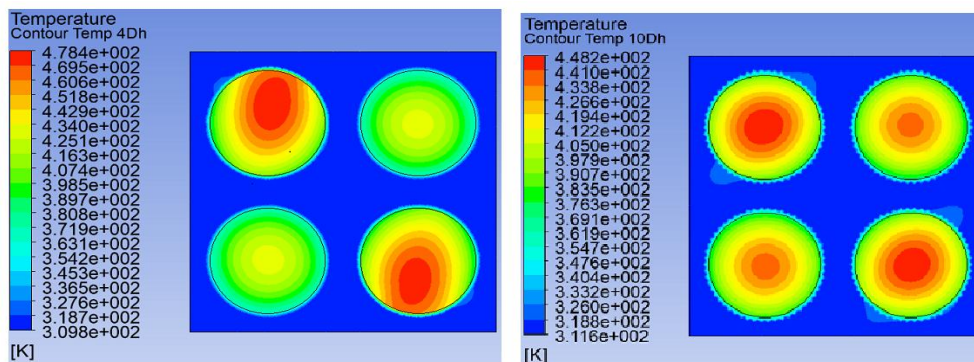 Temperature
Contour Temp 4Dh
4.784e+002
4.695e+002
4.606e+002
4.518e+002
4.429e+002
4.340e+002
4.251e+002
4.163e+002
4.074e+002
3.985e+002
3.897e+002
3.808e+002
3.719e+002
3.631e+002
3.542e+002
3.453e+002
3.365e+002
3.276e+002
3.187e+002
3.098e+002
[K]
Temperature
Contour Temp 10Dh
4.482e+002
4.410e+002
4.338e+002
4.266e+002
4.194e+002
4.122e+002
4.050e+002
3.979e+002
3.907e+002
3.835e+002
3.763e+002
3.691e+002
3.619e+002
3.547e+002
3.476e+002
3.404e+002
3.332e+002
3.260e+002
3.188e+002
3.116e+002
[K]